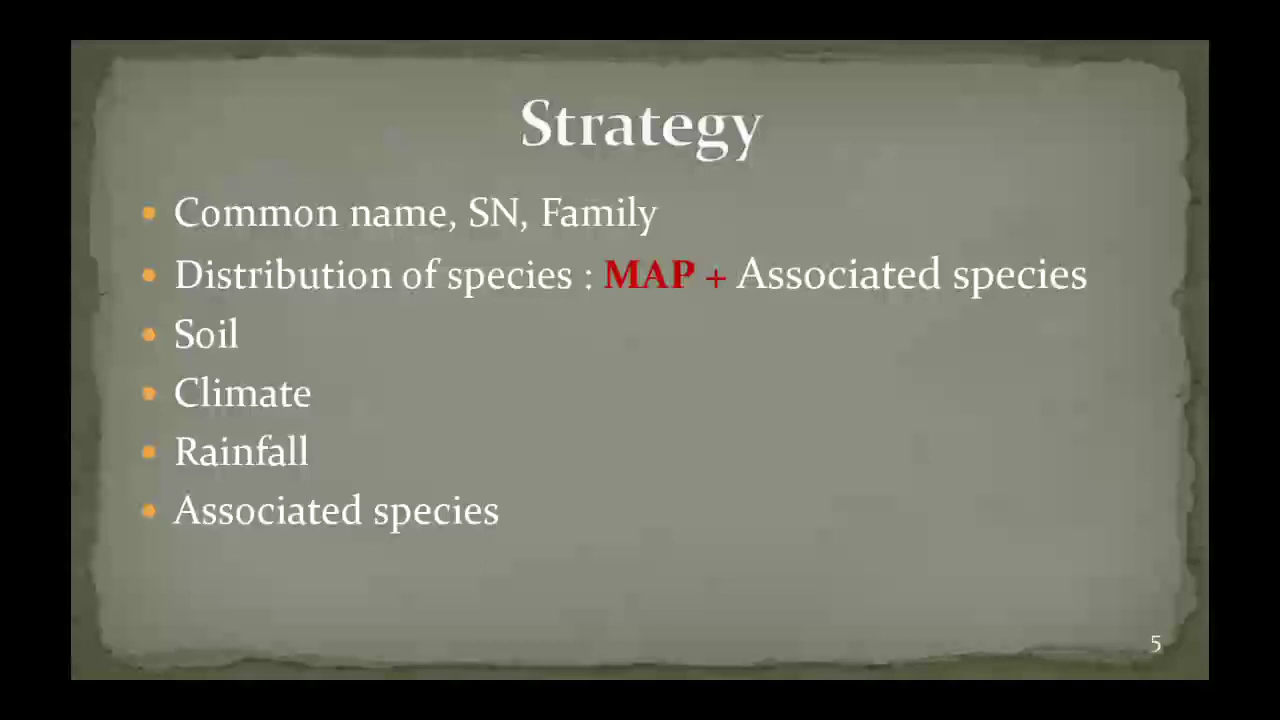 Strategy
• Common name, SN, Family
• Distribution of species : MAP + Associated species
• Soil
• Climate
• Rainfall
• Associated species
5